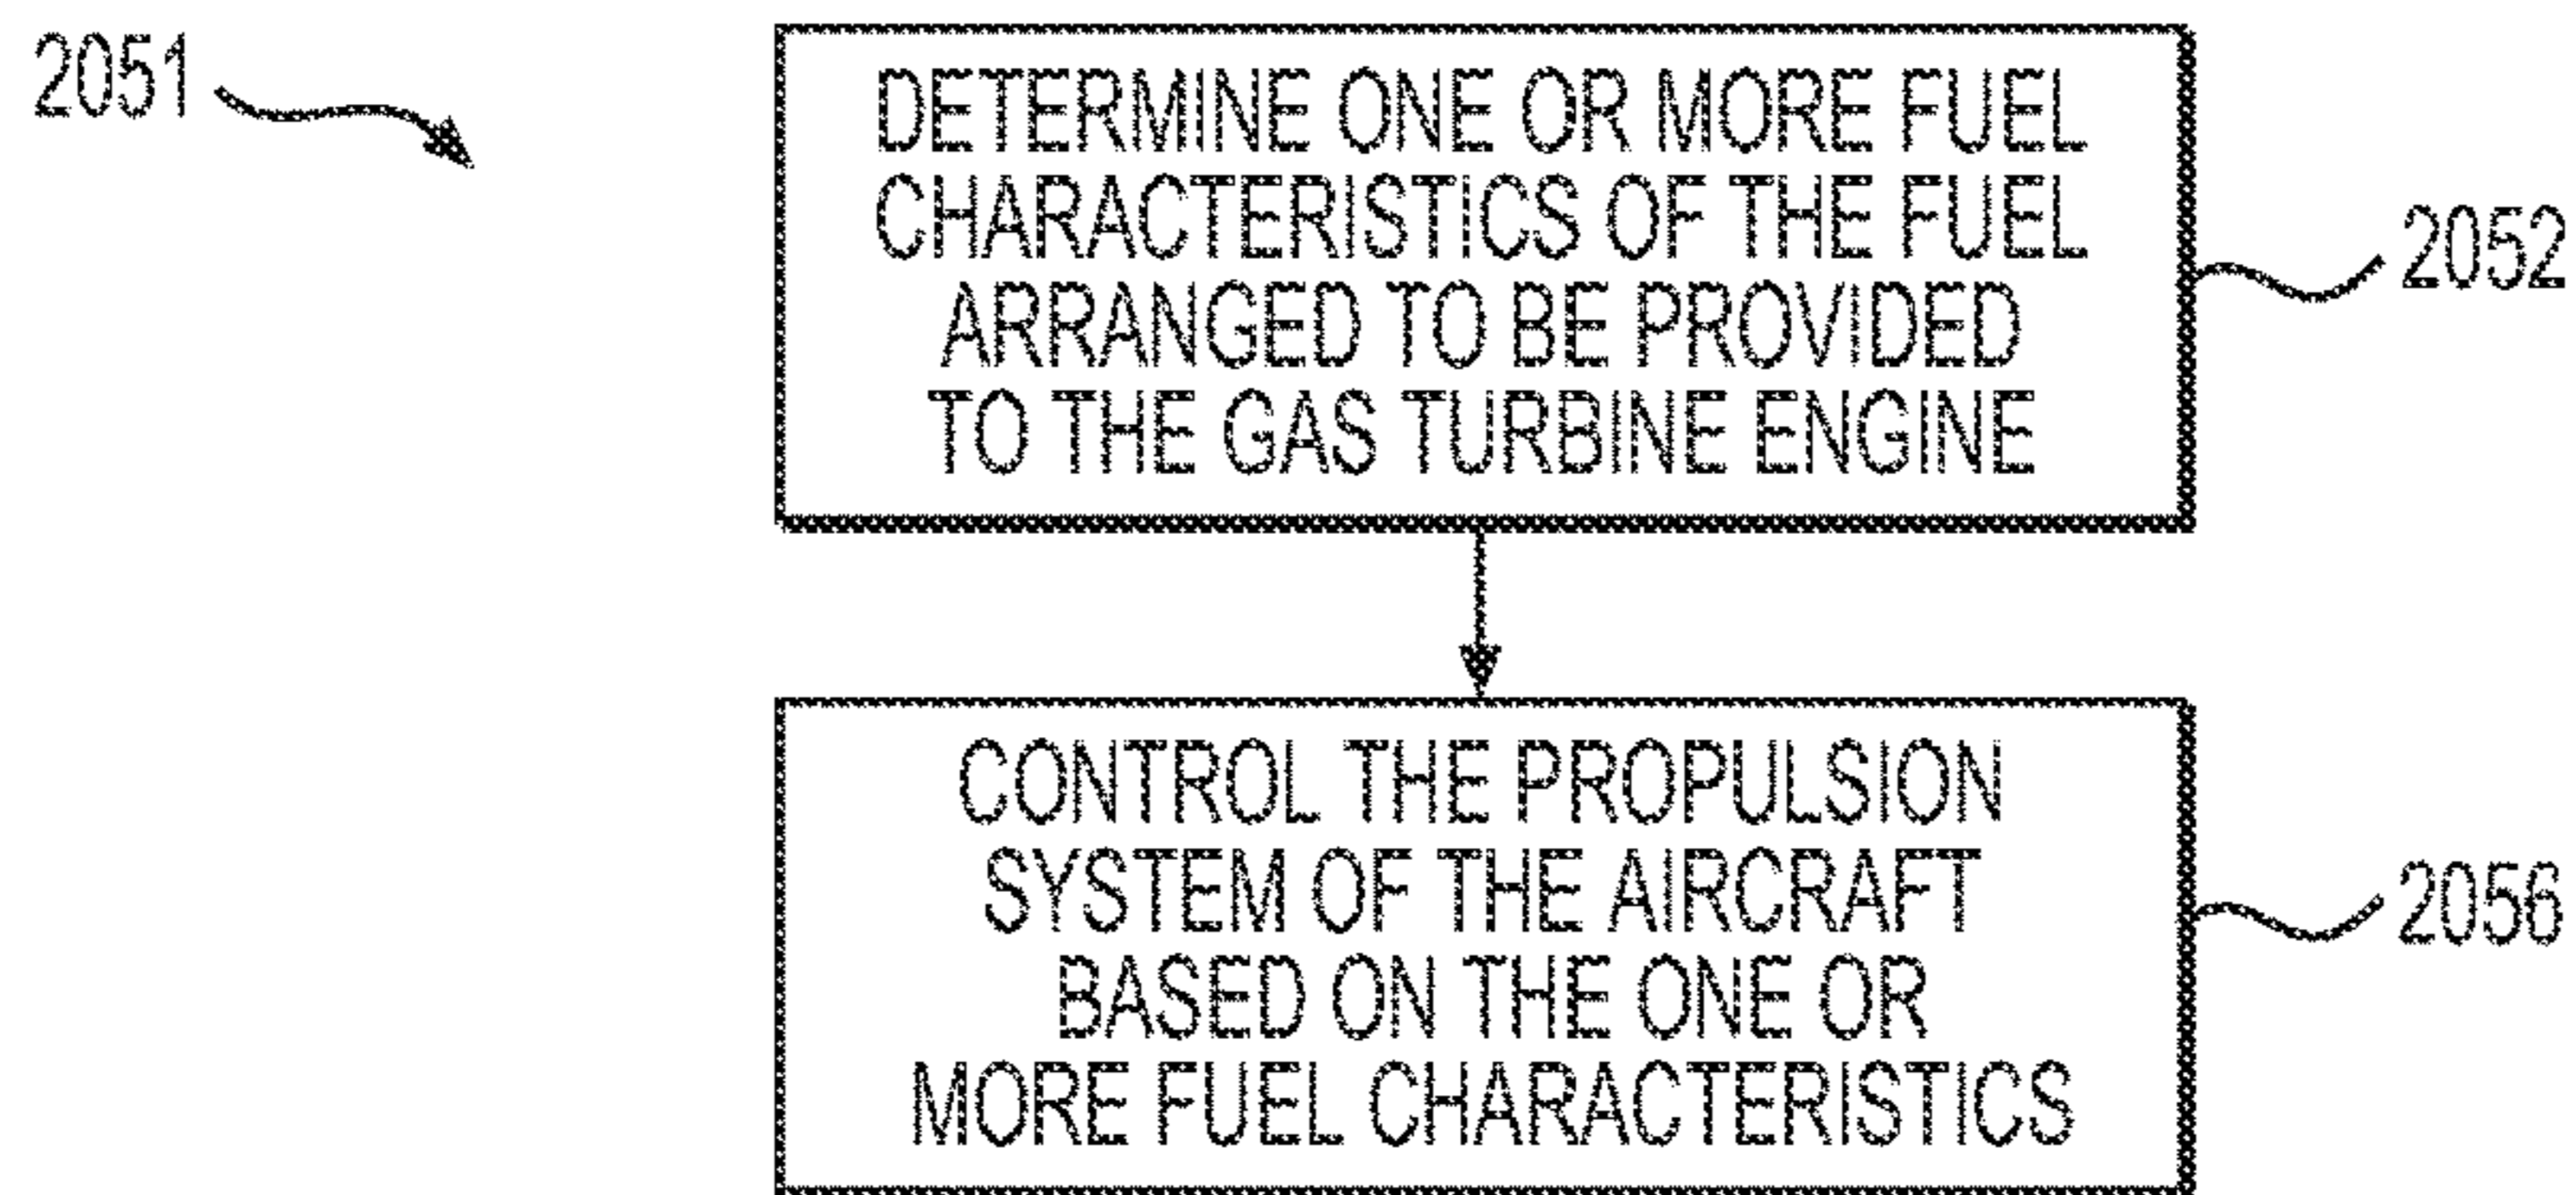 2051
DETERMINE ONE OR MORE FUEL
CHARACTERISTICS OF THE FUEL
ARRANGED TO BE PROVIDED
TO THE GAS TURBINE ENGINE
2052
CONTROL THE PROPULSION
SYSTEM OF THE AIRCRAFT
BASED ON THE ONE OR
MORE FUEL CHARACTERISTICS
2056